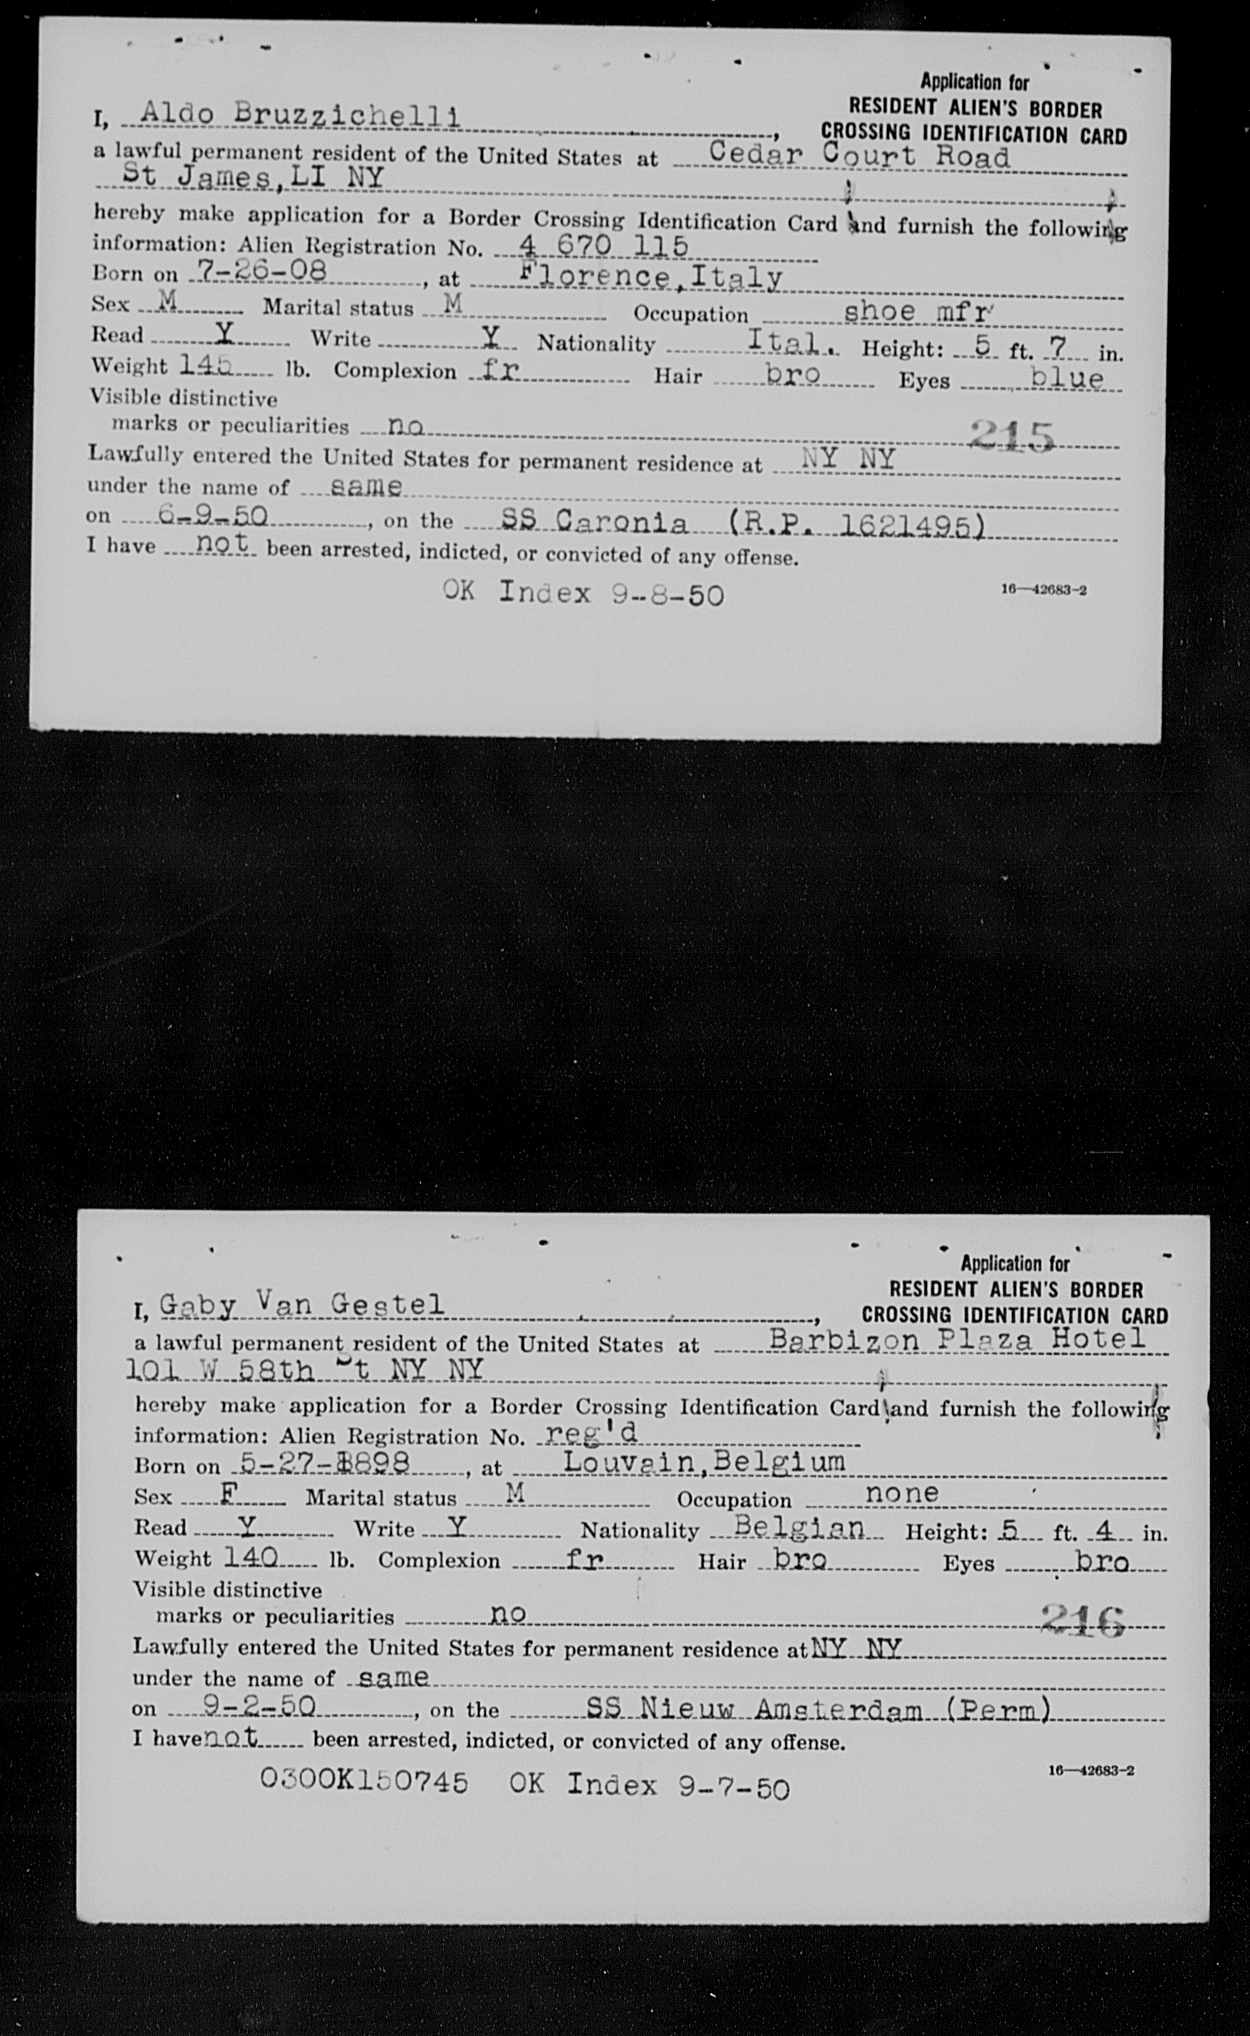 Application for
RESIDENT ALIEN'S BORDER
CROSSING IDENTIFICATION CARD
I, Aldo Bruzzichelli,
a lawful permanent resident of the United States at Cedar Court Road
St James,LI NY
hereby make application for a Border Crossing Identification Card and furnish the following
information: Alien Registration No. 4 670 115
Born on 7-26-08, at Florence,Italy
Sex M Marital status M Occupation shoe mfr
Read Y Write Y Nationality Ital. Height: 5 ft. 7 in.
Weight 145 lb. Complexion fr Hair bro Eyes blue
Visible distinctive
marks or peculiarities no
215
Lawfully entered the United States for permanent residence at NY NY
under the name of same
on 6-9-50, on the SS Caronia (R.P. 1621495)
I have not been arrested, indicted, or convicted of any offense.
OK Index 9-8-50
16—42683-2
Application for
RESIDENT ALIEN'S BORDER
CROSSING IDENTIFICATION CARD
I, Gaby Van Gestel,
a lawful permanent resident of the United States at Barbizon Plaza Hotel
101 W 58th St NY NY
hereby make application for a Border Crossing Identification Card and furnish the following
information: Alien Registration No. reg'd
Born on 5-27-1898, at Louvain,Belgium
Sex F Marital status M Occupation none
Read Y Write Y Nationality Belgian Height: 5 ft. 4 in.
Weight 140 lb. Complexion fr Hair bro Eyes bro
Visible distinctive
marks or peculiarities no
216
Lawfully entered the United States for permanent residence at NY NY
under the name of same
on 9-2-50, on the SS Nieuw Amsterdam (Perm)
I have not been arrested, indicted, or convicted of any offense.
0300K150745 OK Index 9-7-50
16—42683-2